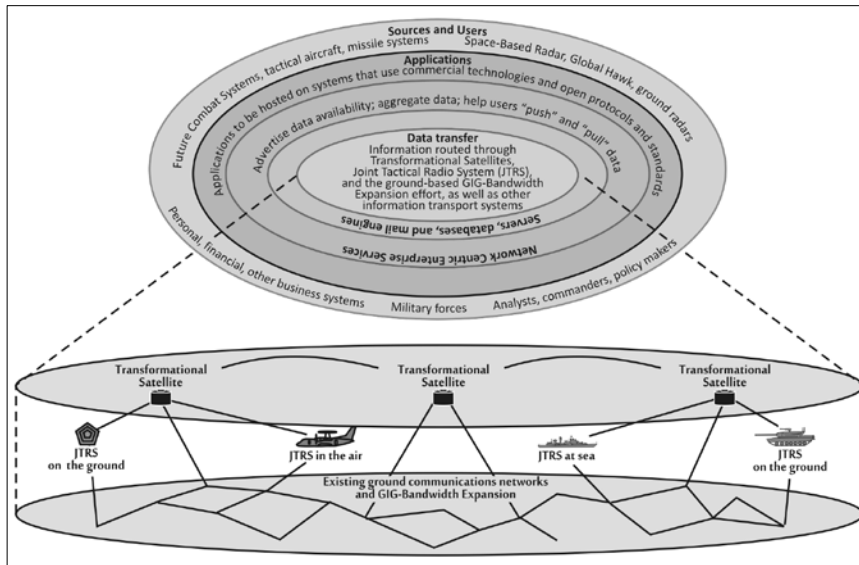 Sources and Users
Future Combat Systems, tactical aircraft, missile systems
Space-Based Radar, Global Hawk, ground radars
Applications
Applications to be hosted on systems that use commercial technologies and open protocols and standards
Advertise data availability; aggregate data; help users "push" and "pull" data
Data transfer
Information routed through
Transformational Satellites,
Joint Tactical Radio System (JTRS),
and the ground-based GIG-Bandwidth
Expansion effort, as well as other
information transport systems
Servers, databases, and mail engines
Network Centric Enterprise Services
Personal, financial, other business systems
Military forces
Analysts, commanders, policy makers
Transformational
Satellite
Transformational
Satellite
Transformational
Satellite
JTRS
on the ground
JTRS in the air
JTRS at sea
JTRS
on the ground
Existing ground communications networks
and GIG-Bandwidth Expansion